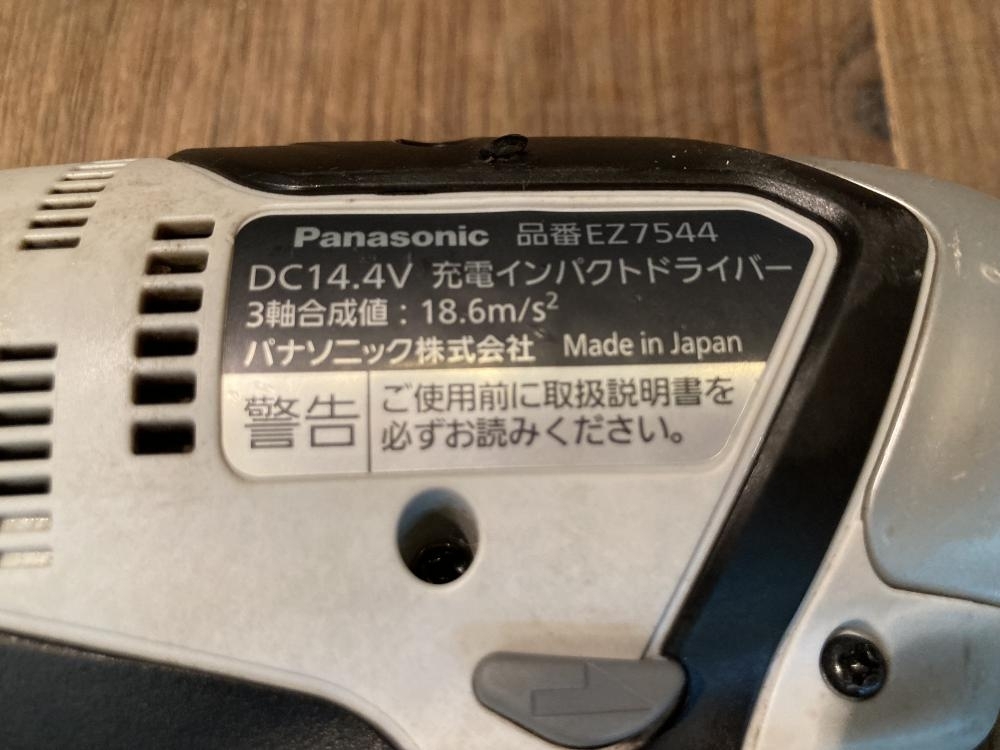 Panasonic 品番EZ7544
DC14.4V 充電インパクトドライバー
3軸合成値：18.6m/s²
パナソニック株式会社 Made in Japan
警告
ご使用前に取扱説明書を
必ずお読みください。